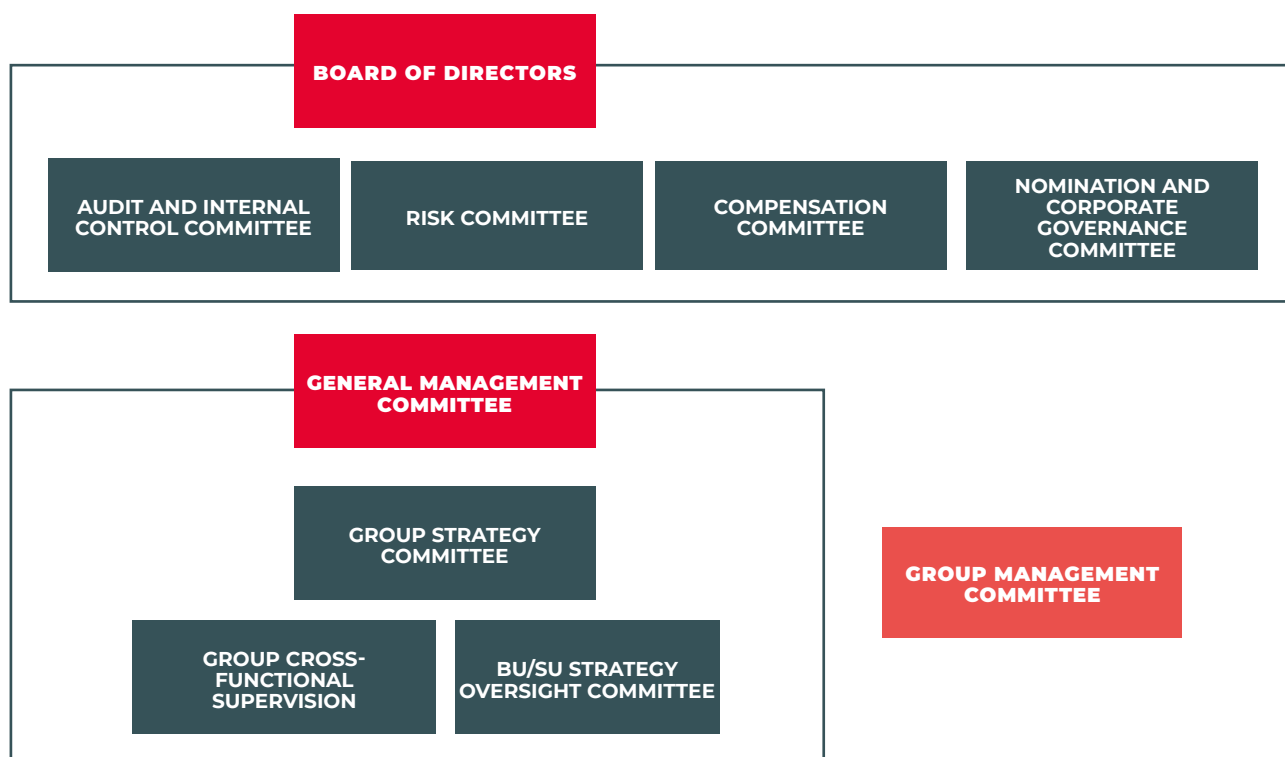 BOARD OF DIRECTORS
AUDIT AND INTERNAL
CONTROL COMMITTEE
RISK COMMITTEE
COMPENSATION
COMMITTEE
NOMINATION AND
CORPORATE
GOVERNANCE
COMMITTEE
GENERAL MANAGEMENT
COMMITTEE
GROUP STRATEGY
COMMITTEE
GROUP CROSS-
FUNCTIONAL
SUPERVISION
BU/SU STRATEGY
OVERSIGHT COMMITTEE
GROUP MANAGEMENT
COMMITTEE